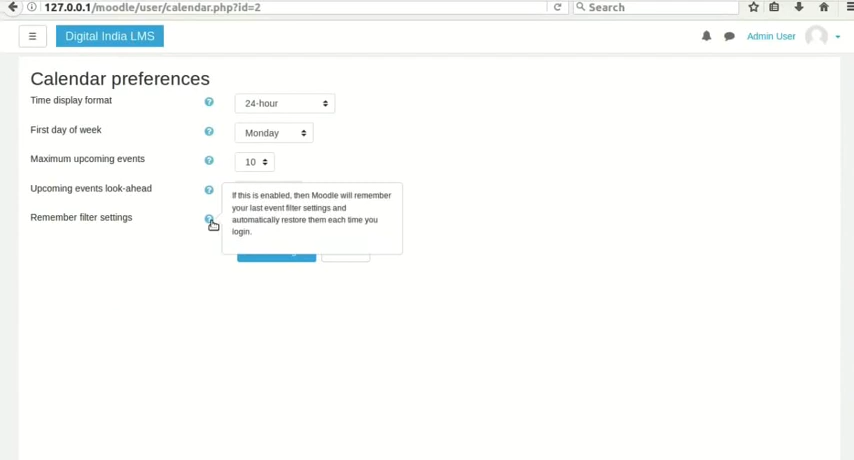 127.0.0.1/moodle/user/calendar.php?id=2
Search
Digital India LMS
Admin User
Calendar preferences
Time display format
24-hour
First day of week
Monday
Maximum upcoming events
10
Upcoming events look-ahead
Remember filter settings
If this is enabled, then Moodle will remember
your last event filter settings and
automatically restore them each time you
login.